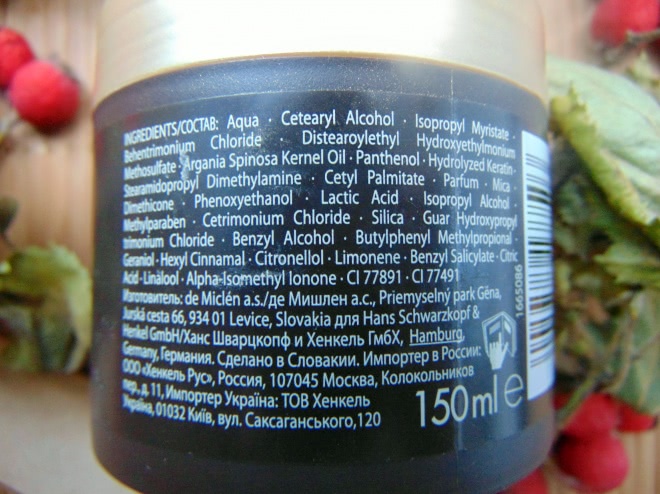 INGREDIENTS/СОСТАВ: Aqua · Cetearyl Alcohol · Isopropyl Myristate ·
Behentrimonium Chloride · Distearoylethyl Hydroxyethylmonium
Methosulfate · Argania Spinosa Kernel Oil · Panthenol · Hydrolyzed Keratin ·
Stearamidopropyl Dimethylamine · Cetyl Palmitate · Parfum · Mica ·
Dimethicone · Phenoxyethanol · Lactic Acid · Isopropyl Alcohol ·
Methylparaben · Cetrimonium Chloride · Silica · Guar Hydroxypropyl
trimonium Chloride · Benzyl Alcohol · Butylphenyl Methylpropional ·
Geraniol · Hexyl Cinnamal · Citronellol · Limonene · Benzyl Salicylate · Citric
Acid · Linalool · Alpha-Isomethyl Ionone · CI 77891 · CI 77491
Изготовитель: de Miclén a.s./де Мишлен а.с., Priemyselný park Géňa,
Jurská cesta 66, 934 01 Levice, Slovakia для Hans Schwarzkopf &
Henkel GmbH/Ханс Шварцкопф и Хенкель ГмбХ, Hamburg,
Germany, Германия. Сделано в Словакии. Импортер в России:
ООО «Хенкель Рус», Россия, 107045 Москва, Колокольников
пер., д. 11, Импортер Україна: ТОВ Хенкель
Україна, 01032 Київ, вул. Саксаганського,120
150ml e
1665086